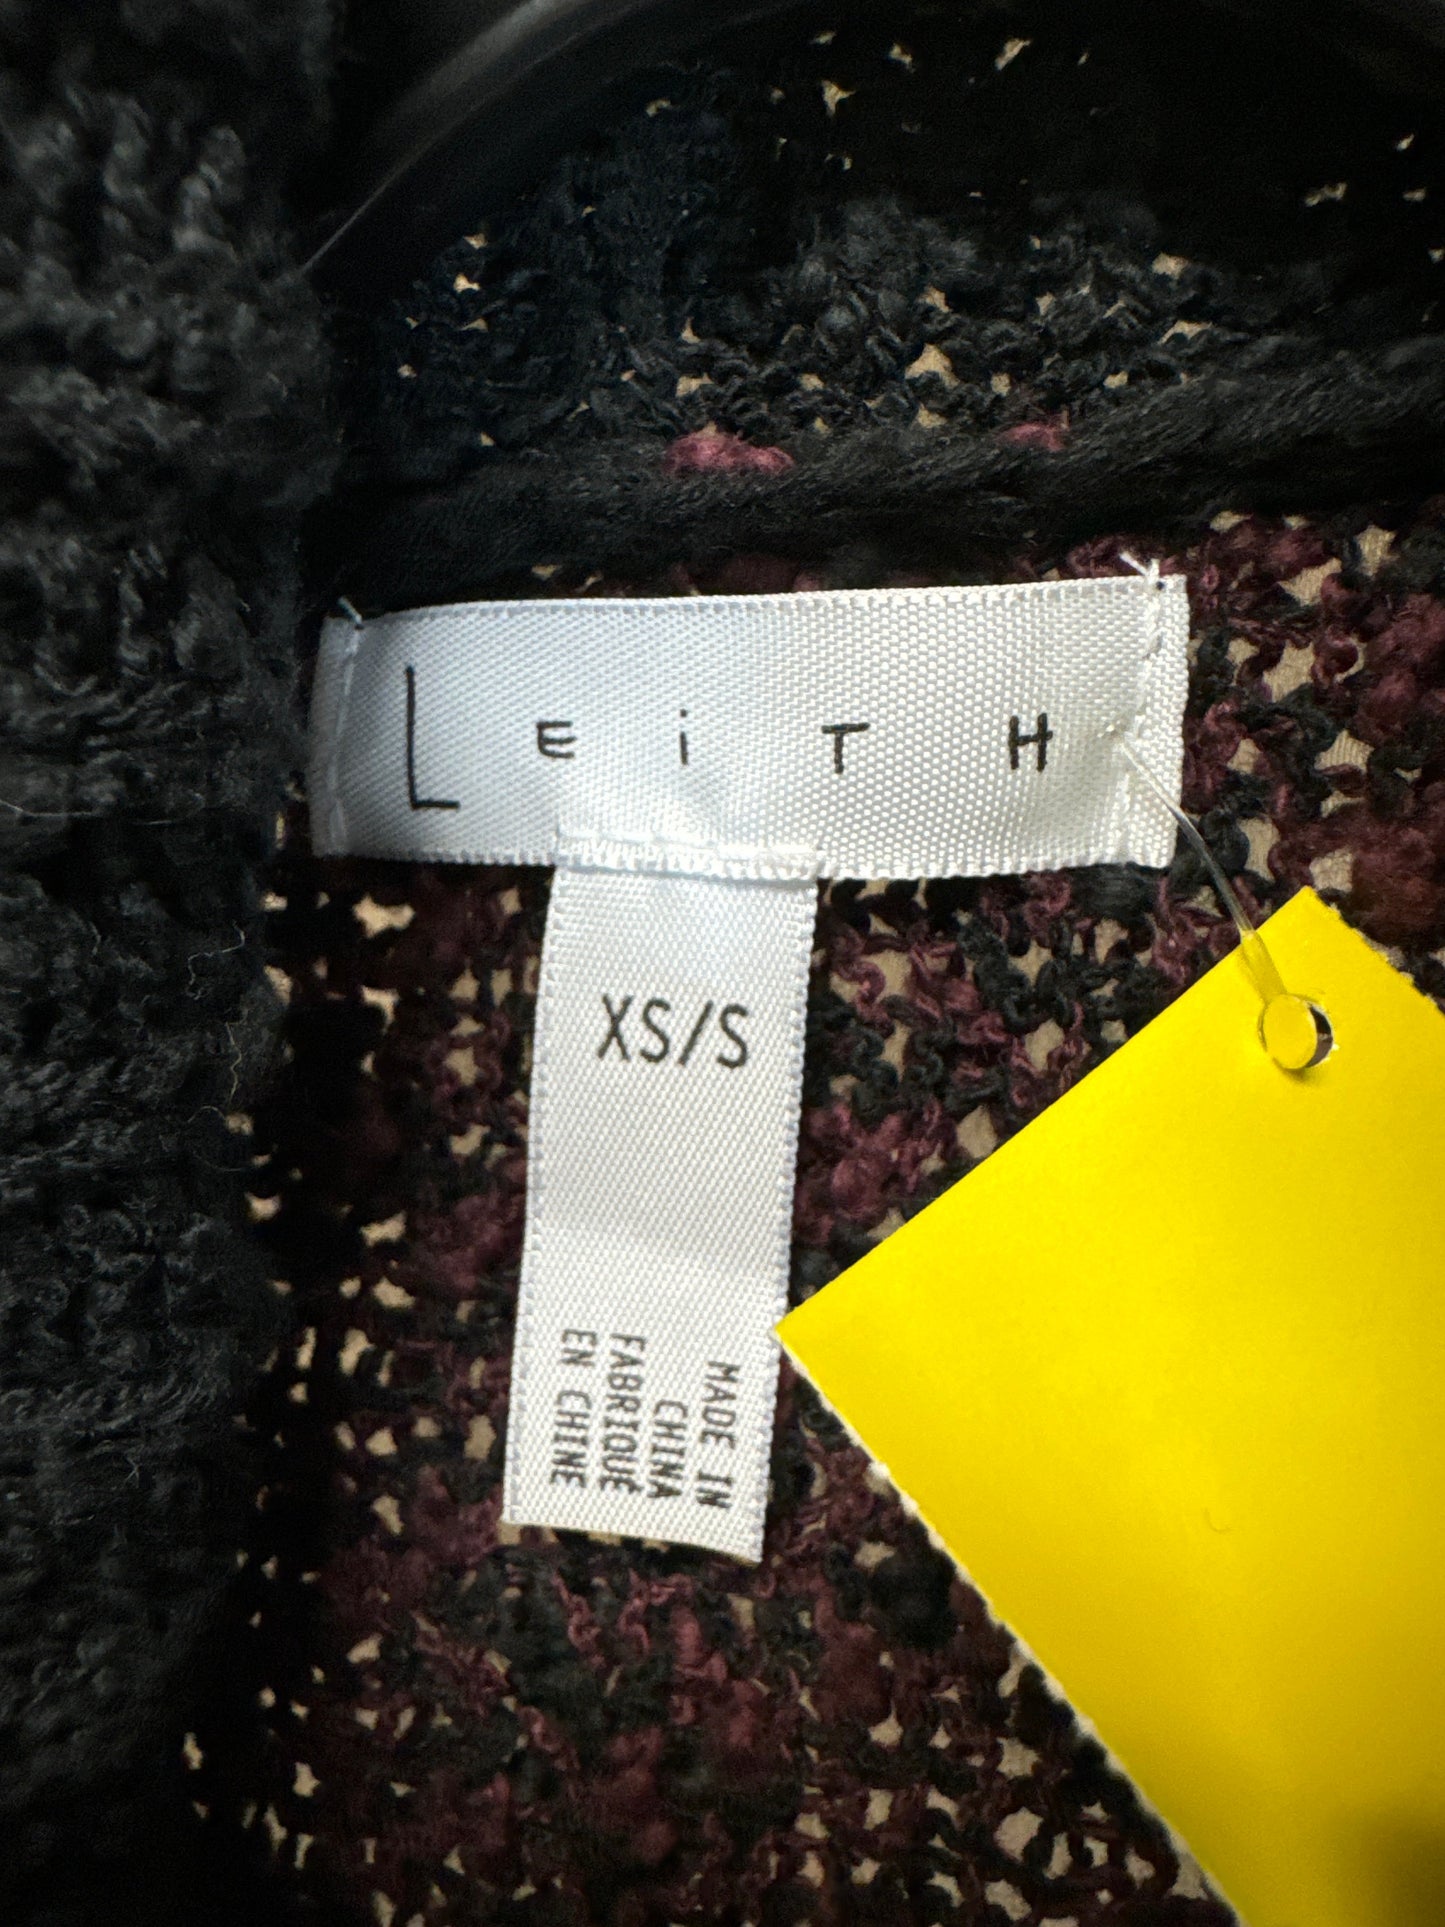 LEiTH
XS/S
MADE IN
CHINA
FABRIQUÉ
EN CHINE